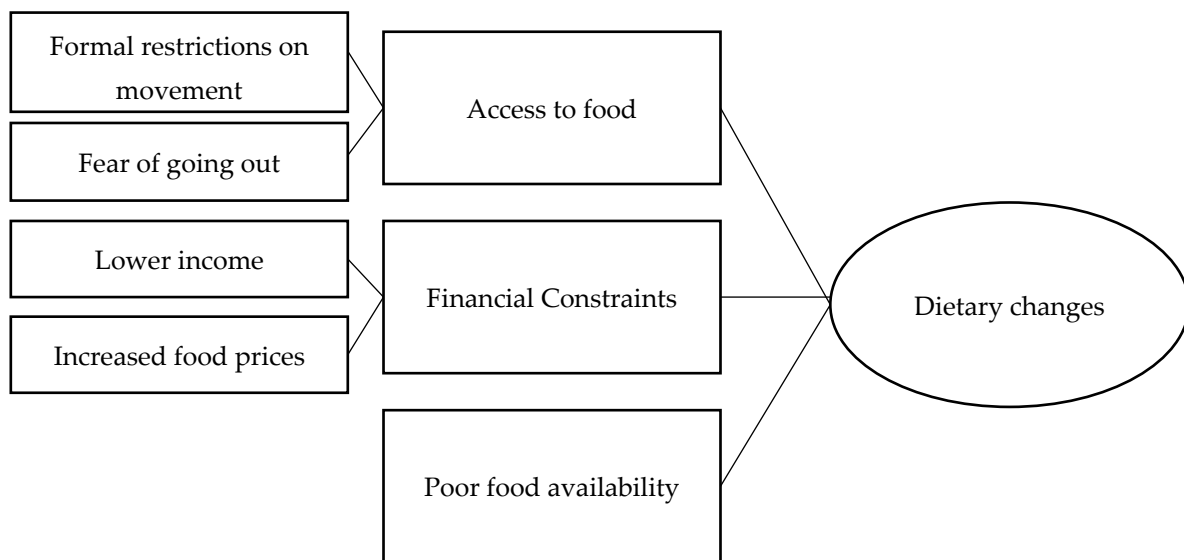 Formal restrictions on
movement
Fear of going out
Access to food
Lower income
Increased food prices
Financial Constraints
Poor food availability
Dietary changes